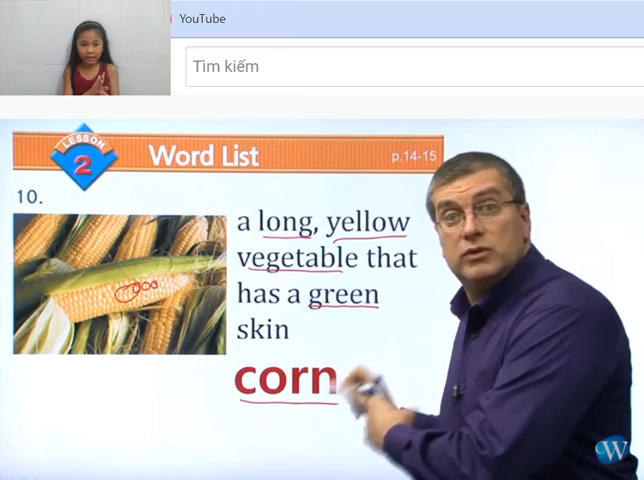 YouTube
Tìm kiếm
LESSON
2
Word List
p.14-15
10.
a long, yellow
vegetable that
has a green
skin
corn
W